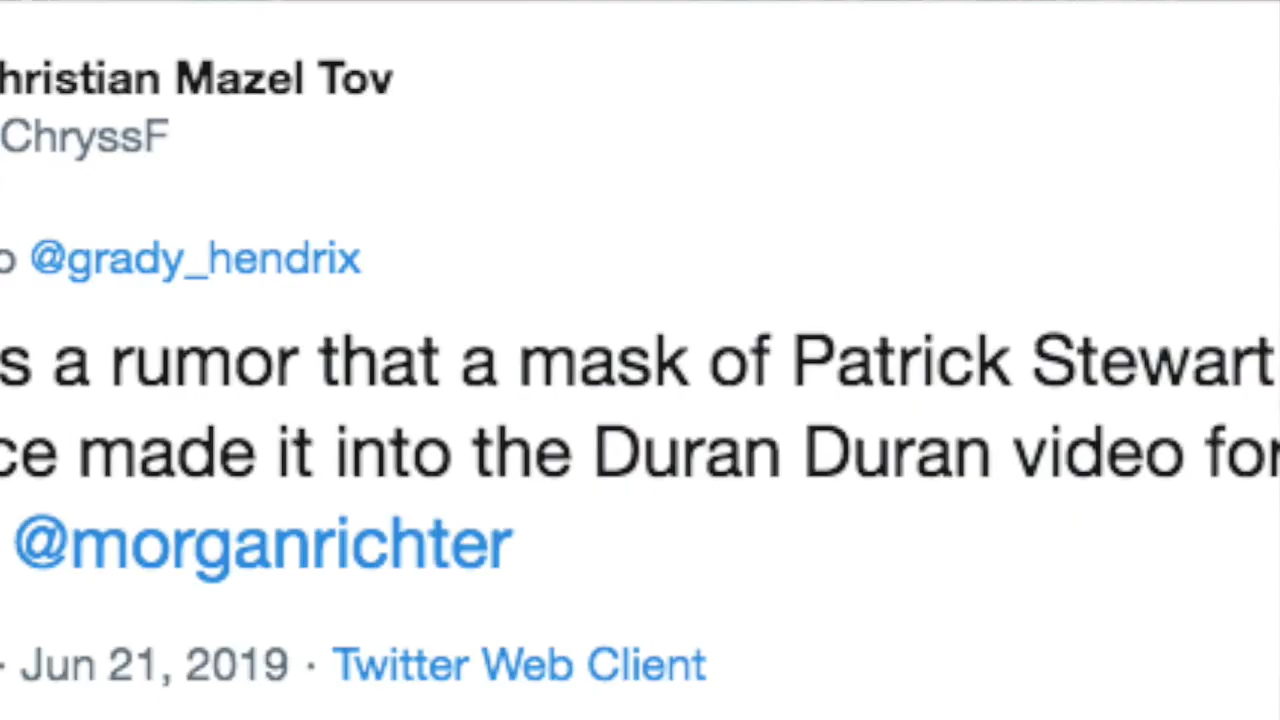 hristian Mazel Tov
ChryssF
o @grady_hendrix
s a rumor that a mask of Patrick Stewart
ce made it into the Duran Duran video for
@morganrichter
· Jun 21, 2019 · Twitter Web Client